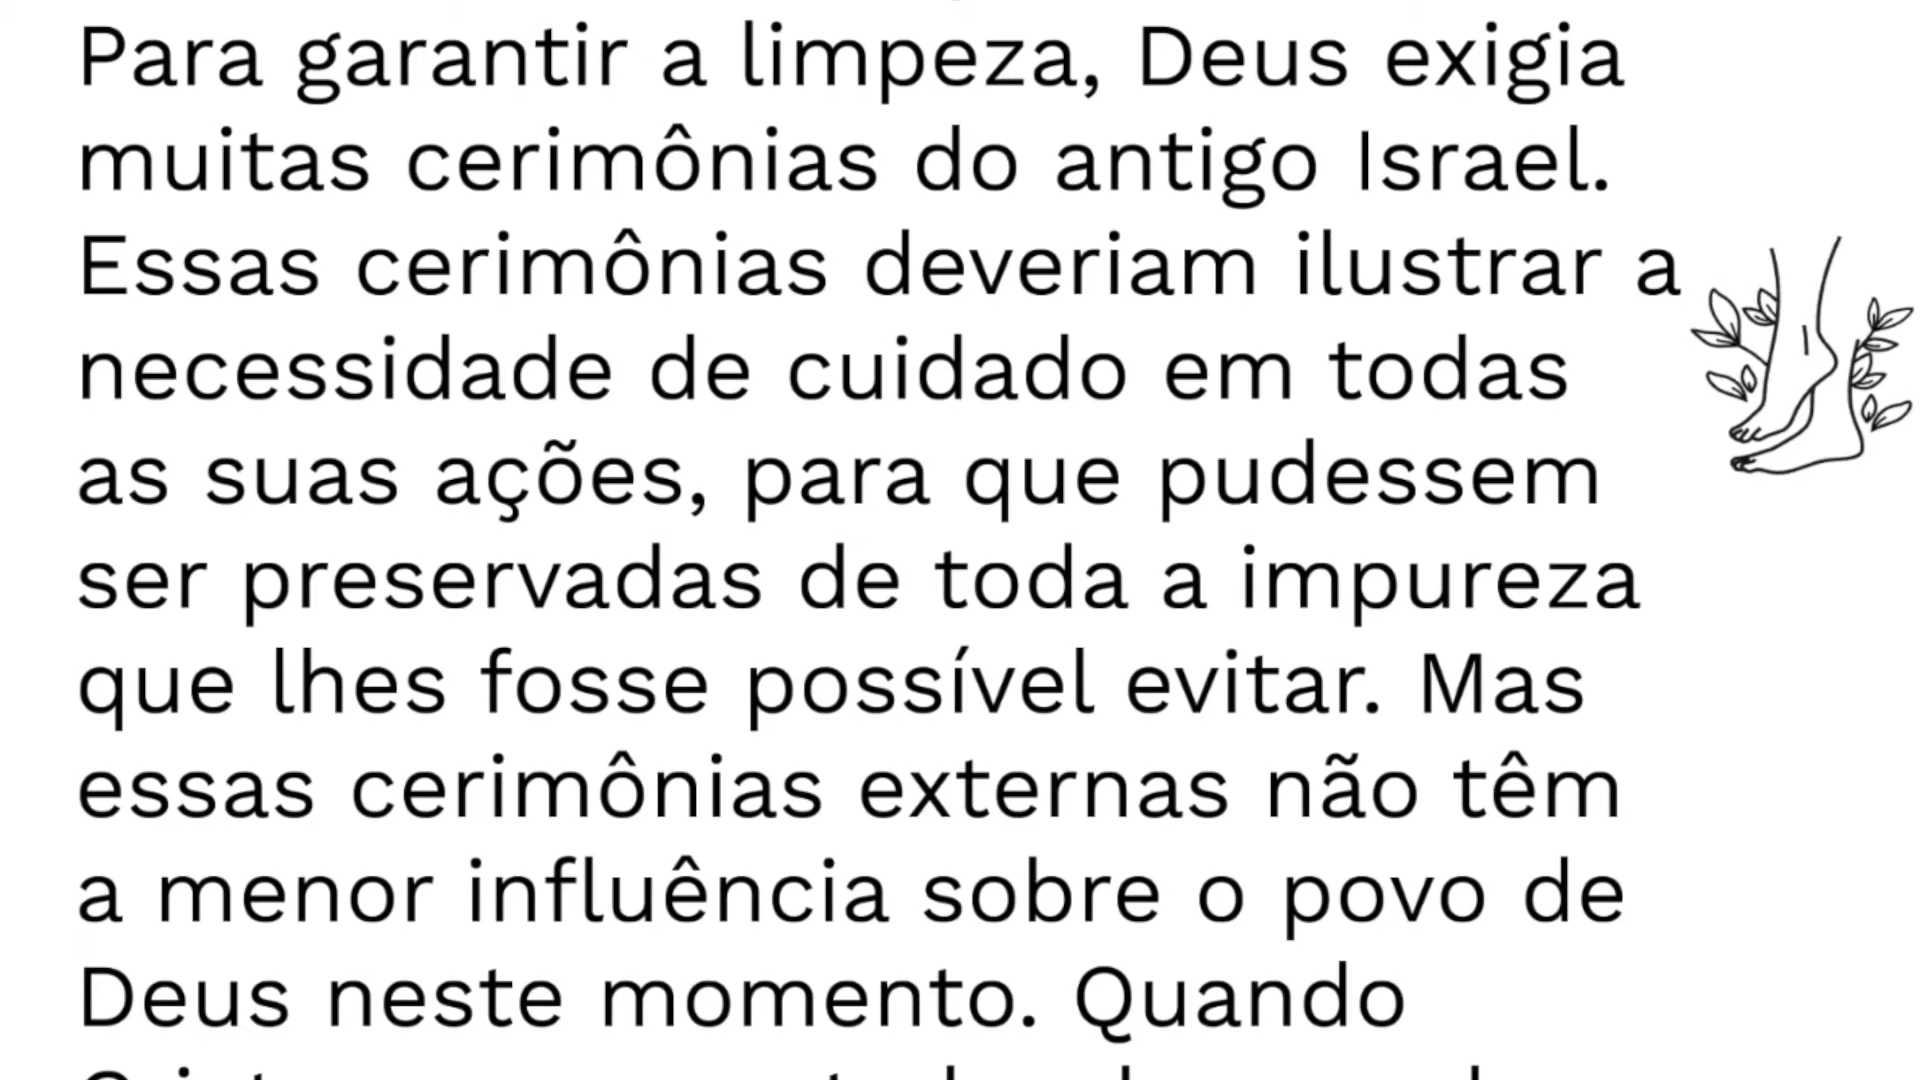 Para garantir a limpeza, Deus exigia
muitas cerimônias do antigo Israel.
Essas cerimônias deveriam ilustrar a
necessidade de cuidado em todas
as suas ações, para que pudessem
ser preservadas de toda a impureza
que lhes fosse possível evitar. Mas
essas cerimônias externas não têm
a menor influência sobre o povo de
Deus neste momento. Quando